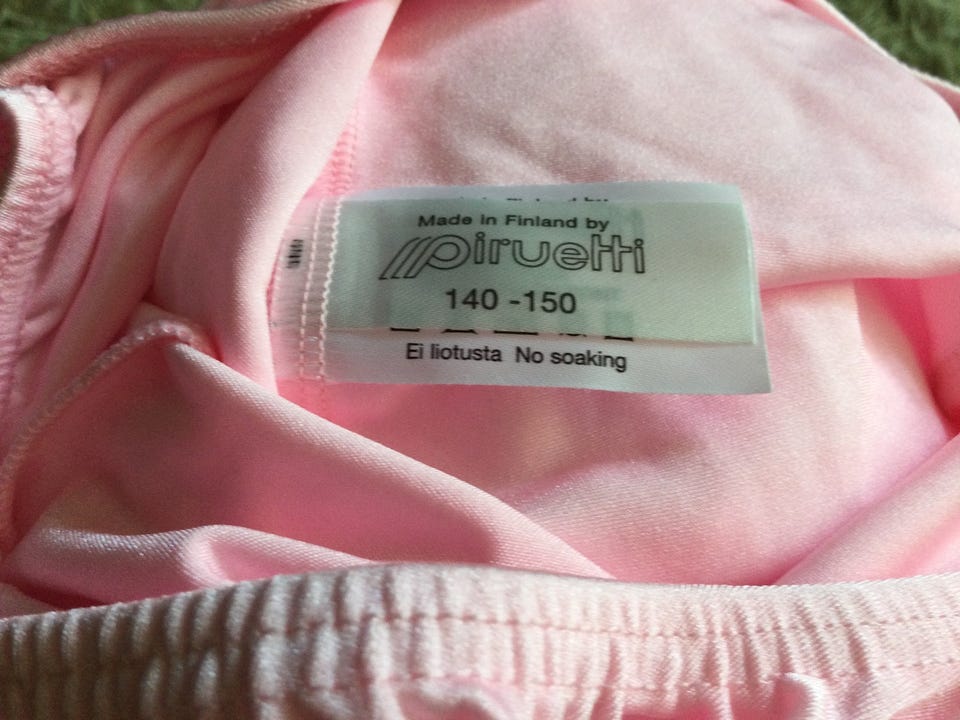 Made in Finland by
piruetti
140 -150
Ei liotusta No soaking